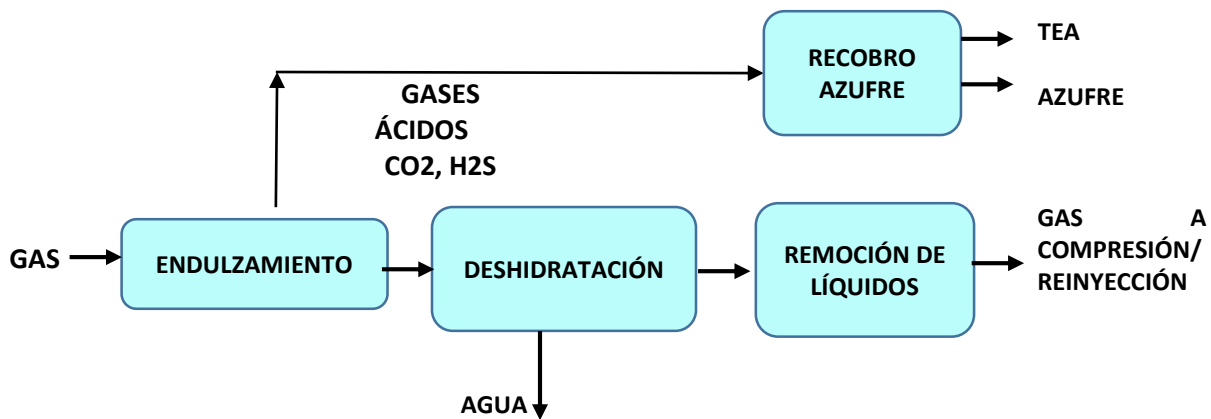 TEA
RECOBRO
AZUFRE
AZUFRE
GASES
ÁCIDOS
CO2, H2S
GAS
ENDULZAMIENTO
DESHIDRATACIÓN
REMOCIÓN DE
LÍQUIDOS
GAS A
COMPRESIÓN/
REINYECCIÓN
AGUA